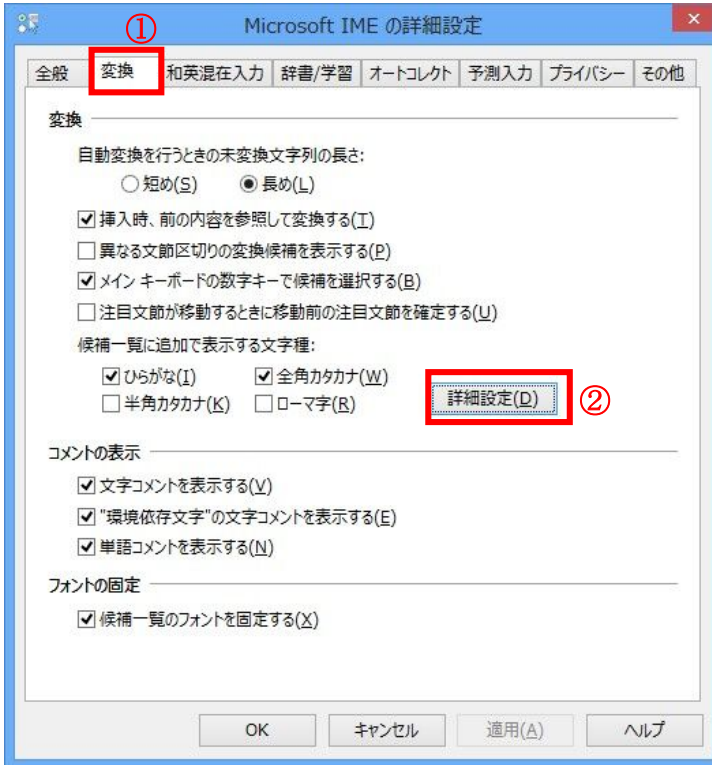 ①
Microsoft IME の詳細設定
全般 変換 和英混在入力 辞書/学習 オートコレクト 予測入力 プライバシー その他
変換
自動変換を行うときの未変換文字列の長さ:
短め(S) 長め(L)
挿入時、前の内容を参照して変換する(T)
異なる文節区切りの変換候補を表示する(P)
メイン キーボードの数字キーで候補を選択する(B)
注目文節が移動するときに移動前の注目文節を確定する(U)
候補一覧に追加で表示する文字種:
ひらがな(I) 全角カタカナ(W)
半角カタカナ(K) ローマ字(R) 詳細設定(D) ②
コメントの表示
文字コメントを表示する(V)
"環境依存文字"の文字コメントを表示する(E)
単語コメントを表示する(N)
フォントの固定
候補一覧のフォントを固定する(X)
OK キャンセル 適用(A) ヘルプ